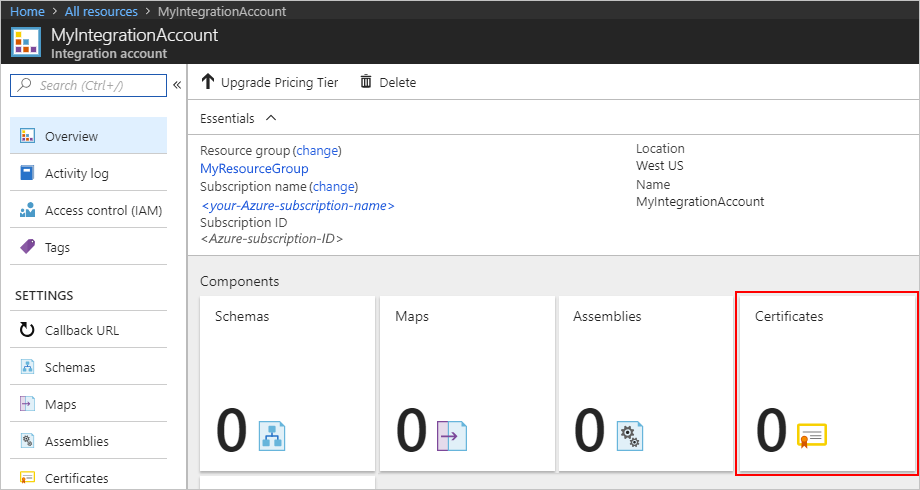 Home > All resources > MyIntegrationAccount
MyIntegrationAccount
Integration account
Search (Ctrl+/)
«
Overview
Activity log
Access control (IAM)
Tags
SETTINGS
Callback URL
Schemas
Maps
Assemblies
Certificates
Upgrade Pricing Tier Delete
Essentials
Resource group (change)
MyResourceGroup
Subscription name (change)
<your-Azure-subscription-name>
Subscription ID
<Azure-subscription-ID>
Location
West US
Name
MyIntegrationAccount
Components
Schemas
0
Maps
0
Assemblies
0
Certificates
0